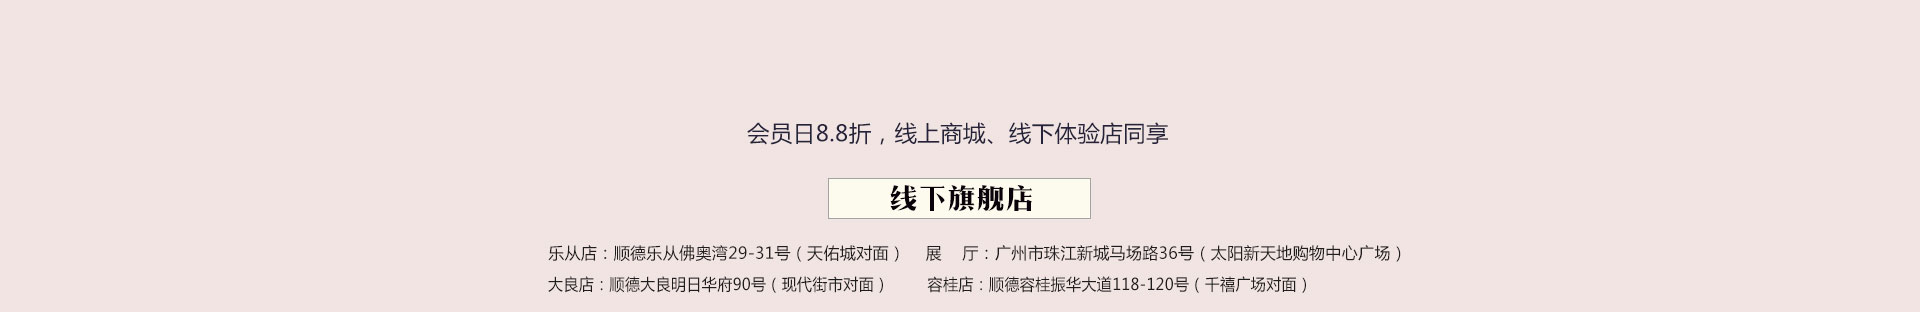 会员日8.8折，线上商城、线下体验店同享
线下旗舰店
乐从店：顺德乐从佛奥湾29-31号（天佑城对面） 展 厅：广州市珠江新城马场路36号（太阳新天地购物中心广场）
大良店：顺德大良明日华府90号（现代街市对面） 容桂店：顺德容桂振华大道118-120号（千禧广场对面）